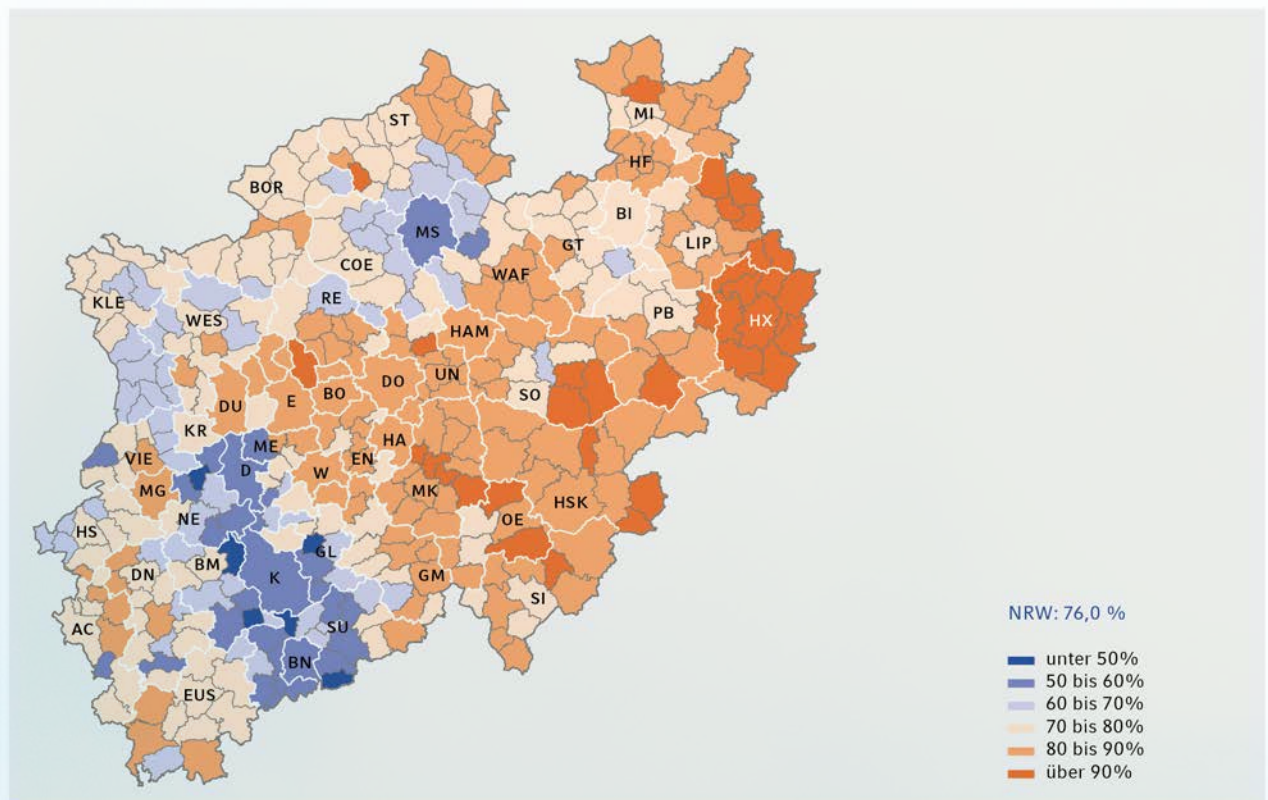 ST
MI
HF
BOR
BI
MS
GT
LIP
COE
WAF
KLE
RE
WES
PB
HX
HAM
UN
DO
SO
BO
E
DU
KR
ME
HA
VIE
EN
D
W
MG
MK
HSK
NE
OE
HS
GL
BM
DN
K
GM
SI
AC
SU
BN
EUS
NRW: 76,0 %
unter 50%
50 bis 60%
60 bis 70%
70 bis 80%
80 bis 90%
über 90%